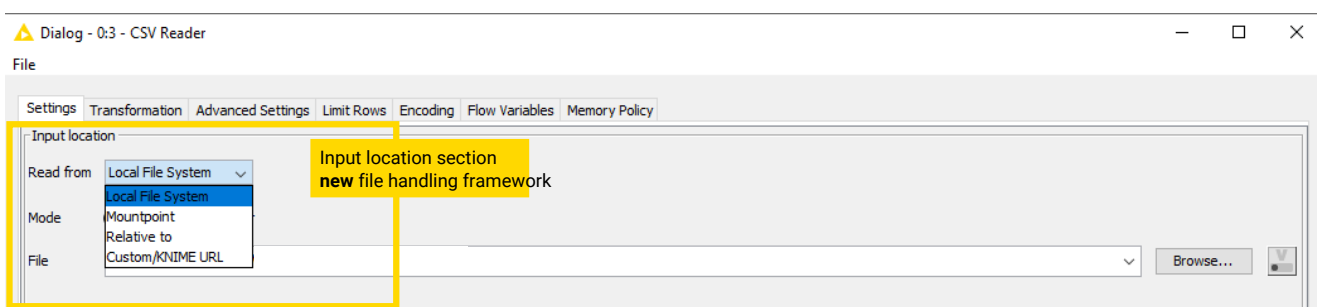 Dialog - 0:3 - CSV Reader
File
Settings Transformation Advanced Settings Limit Rows Encoding Flow Variables Memory Policy
Input location
Read from Local File System
Input location section
new file handling framework
Local File System
Mode Mountpoint
Relative to
File Custom/KNIME URL Browse...
V